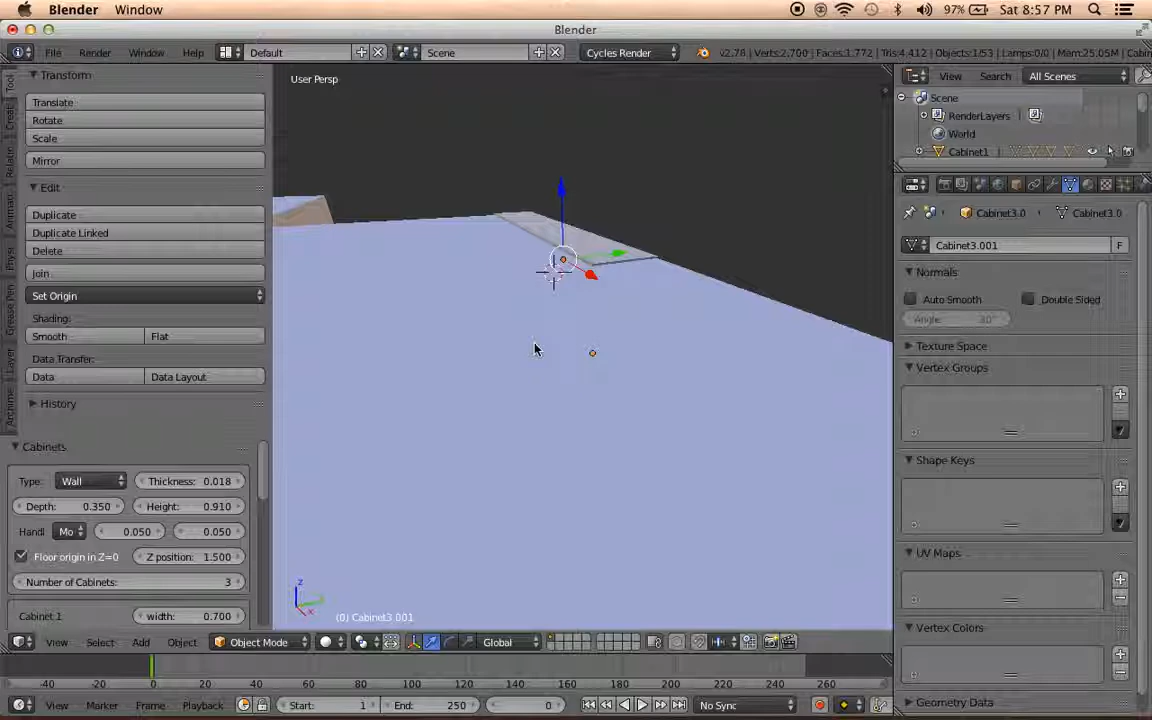 Blender Window 97% Sat 8:57 PM
Blender
File Render Window Help Default Scene Cycles Render v2.78 | Verts:2,700 | Faces:1,772 | Tris:4,412 | Objects:1/53 | Lamps:0/0 | Mem:25.05M | Cabin
Transform
User Persp
View Search All Scenes
Translate
Rotate
Scale
Mirror
Scene
RenderLayers
World
Cabinet1
Edit
Duplicate
Duplicate Linked
Delete
Join
Set Origin
Shading:
Smooth Flat
Data Transfer:
Data Data Layout
History
Cabinet3.0 Cabinet3.0
Cabinet3.001 F
Normals
Auto Smooth Double Sided
Angle: 30°
Texture Space
Vertex Groups
Shape Keys
UV Maps
Vertex Colors
Geometry Data
Cabinets
Type: Wall Thickness: 0.018
Depth: 0.350 Height: 0.910
Handl Mo 0.050 0.050
Floor origin in Z=0 Z position: 1.500
Number of Cabinets: 3
Cabinet 1 width: 0.700
z
x
(0) Cabinet3.001
View Select Add Object Object Mode Global
-40 -20 0 20 40 60 80 100 120 140 160 180 200 220 240 260
View Marker Frame Playback Start: 1 End: 250 0 No Sync